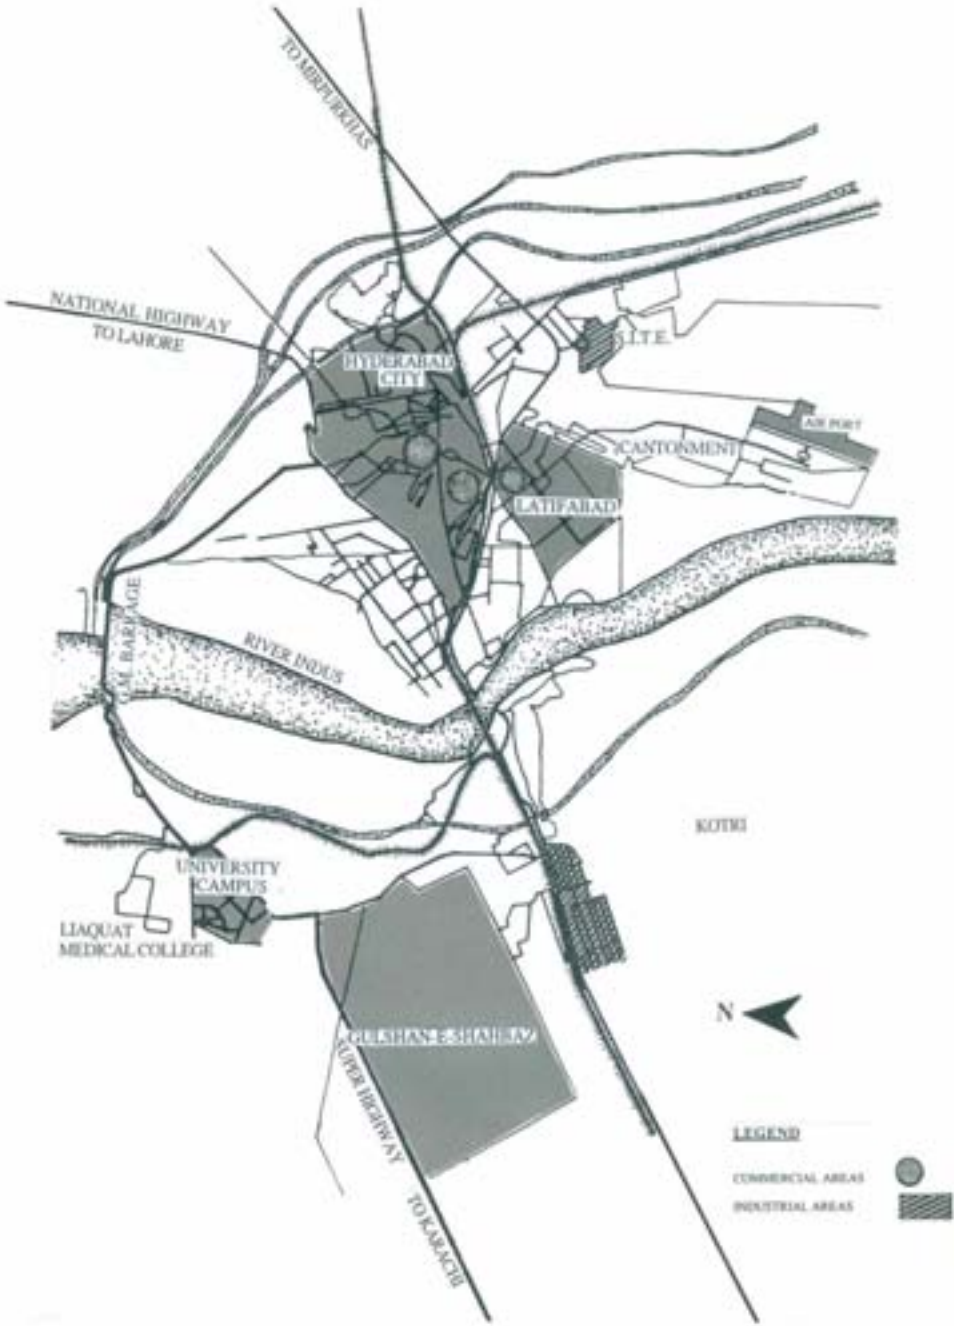 TO MIRPURKHAS
NATIONAL HIGHWAY
TO LAHORE
HYDERABAD
CITY
S.I.T.E.
AIR PORT
CANTONMENT
LATIFABAD
G.M. BARRAGE
RIVER INDUS
KOTRI
UNIVERSITY
CAMPUS
LIAQUAT
MEDICAL COLLEGE
N
GULSHAN-E-SHAHBAZ
SUPER HIGHWAY
TO KARACHI
LEGEND
COMMERCIAL AREAS
INDUSTRIAL AREAS